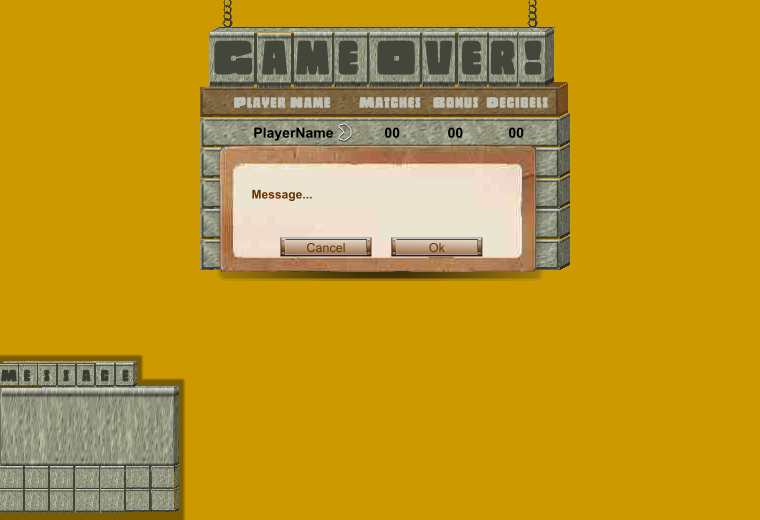 GAME OVER!
PLAYER NAME MATCHES BONUS DECIBELS
PlayerName 00 00 00
Message...
Cancel Ok
MESSAGE